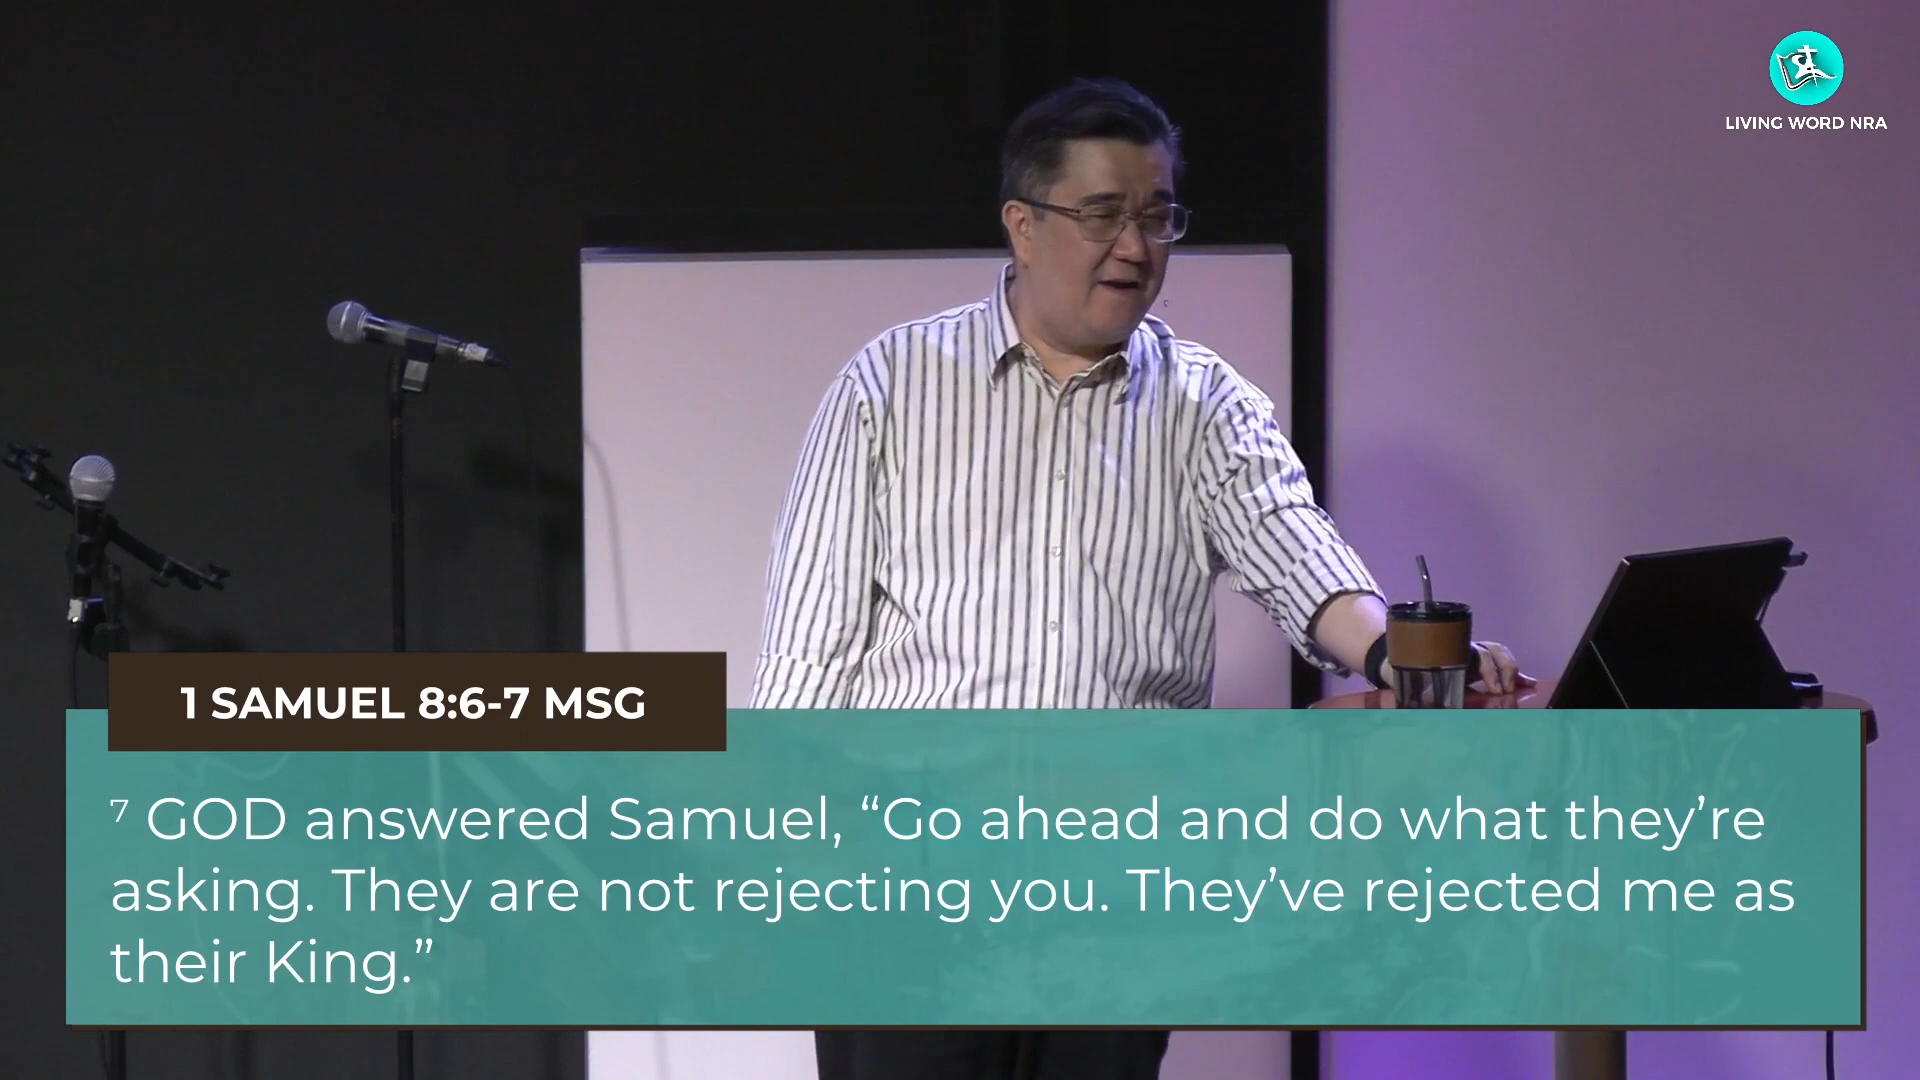 LIVING WORD NRA
1 SAMUEL 8:6-7 MSG
⁷ GOD answered Samuel, “Go ahead and do what they’re
asking. They are not rejecting you. They’ve rejected me as
their King.”